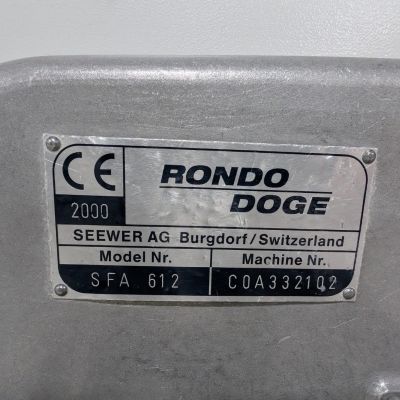 CE RONDO
2000 DOGE
SEEWER AG Burgdorf/Switzerland
Model Nr. Machine Nr.
SFA 612 C0A332102